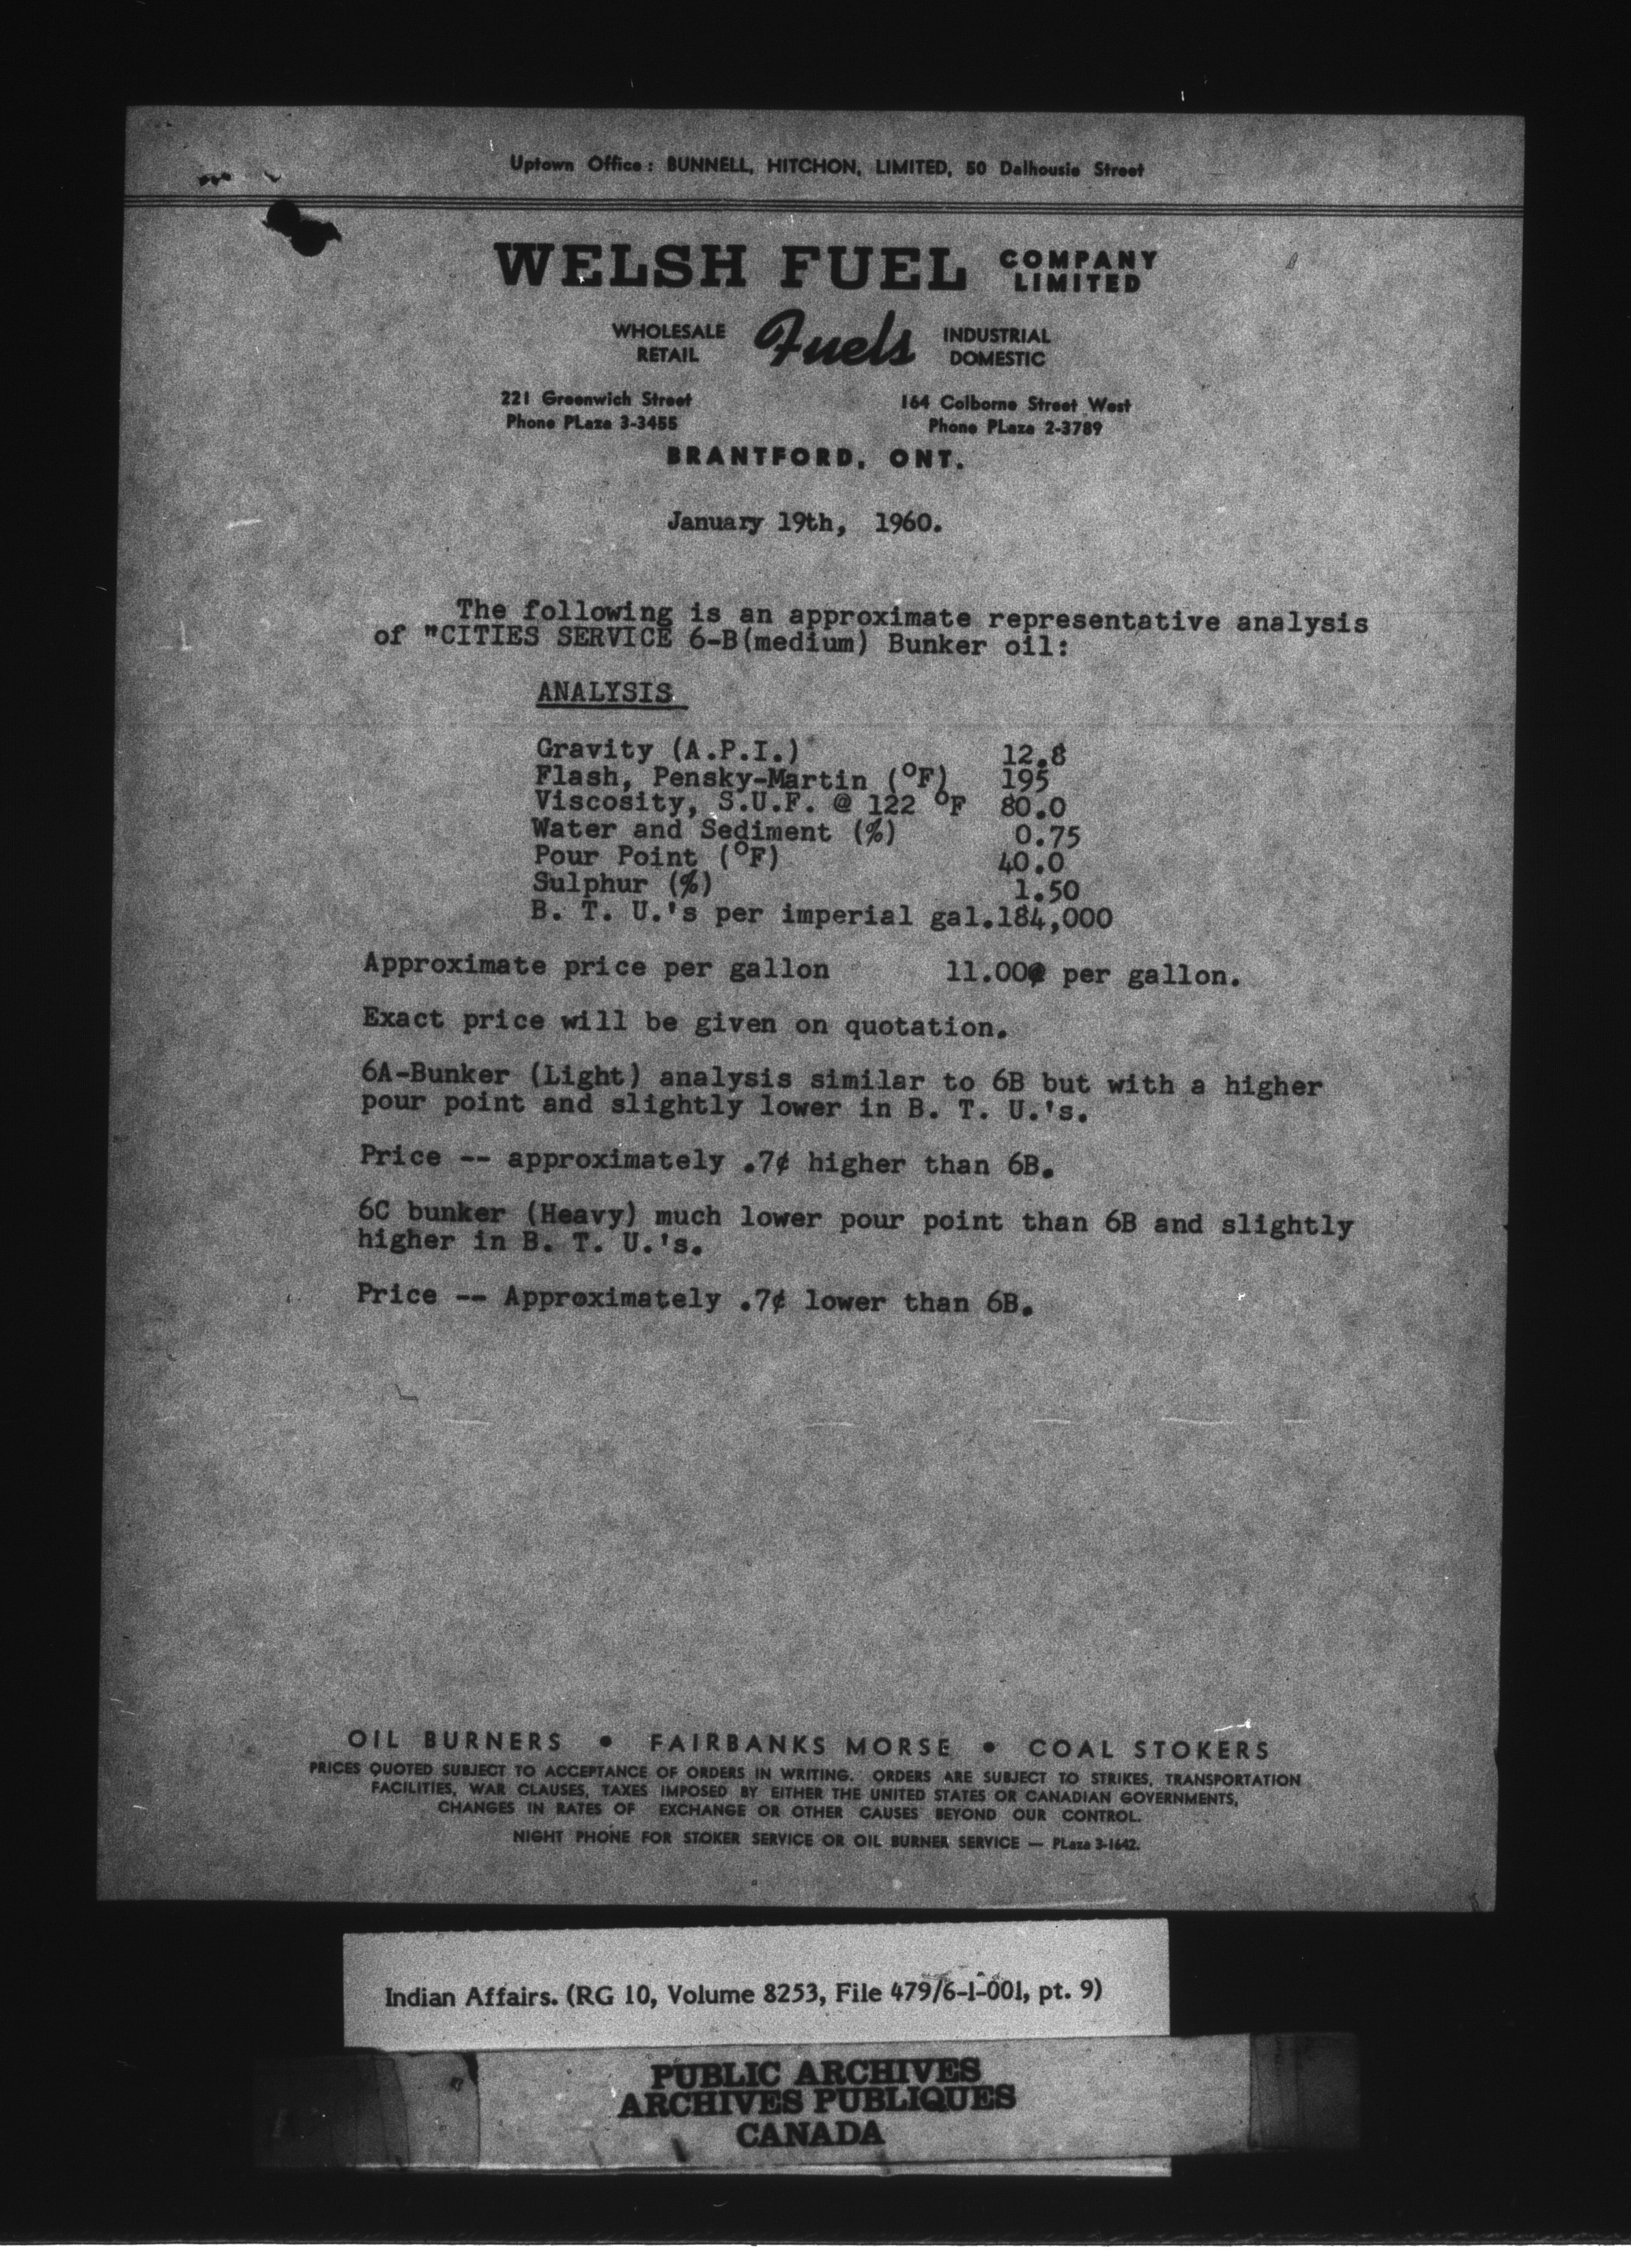 Uptown Office: BUNNELL, HITCHON, LIMITED, 50 Dalhousie Street
WELSH FUEL COMPANY LIMITED
WHOLESALE RETAIL Fuels INDUSTRIAL DOMESTIC
221 Greenwich Street 164 Colborne Street West
Phone PLaza 3-3455 Phone PLaza 2-3789
BRANTFORD, ONT.
January 19th, 1960.
The following is an approximate representative analysis
of "CITIES SERVICE 6-B(medium) Bunker oil:
ANALYSIS
Gravity (A.P.I.) 12.8
Flash, Pensky-Martin (°F) 195
Viscosity, S.U.F. @ 122 °F 80.0
Water and Sediment (%) 0.75
Pour Point (°F) 40.0
Sulphur (%) 1.50
B. T. U.'s per imperial gal.184,000
Approximate price per gallon 11.00¢ per gallon.
Exact price will be given on quotation.
6A-Bunker (Light) analysis similar to 6B but with a higher
pour point and slightly lower in B. T. U.'s.
Price -- approximately .7¢ higher than 6B.
6C bunker (Heavy) much lower pour point than 6B and slightly
higher in B. T. U.'s.
Price -- Approximately .7¢ lower than 6B.
OIL BURNERS • FAIRBANKS MORSE • COAL STOKERS
PRICES QUOTED SUBJECT TO ACCEPTANCE OF ORDERS IN WRITING. ORDERS ARE SUBJECT TO STRIKES, TRANSPORTATION
FACILITIES, WAR CLAUSES, TAXES IMPOSED BY EITHER THE UNITED STATES OR CANADIAN GOVERNMENTS,
CHANGES IN RATES OF EXCHANGE OR OTHER CAUSES BEYOND OUR CONTROL.
NIGHT PHONE FOR STOKER SERVICE OR OIL BURNER SERVICE — PLaza 3-1642.
Indian Affairs. (RG 10, Volume 8253, File 479/6-1-001, pt. 9)
PUBLIC ARCHIVES
ARCHIVES PUBLIQUES
CANADA